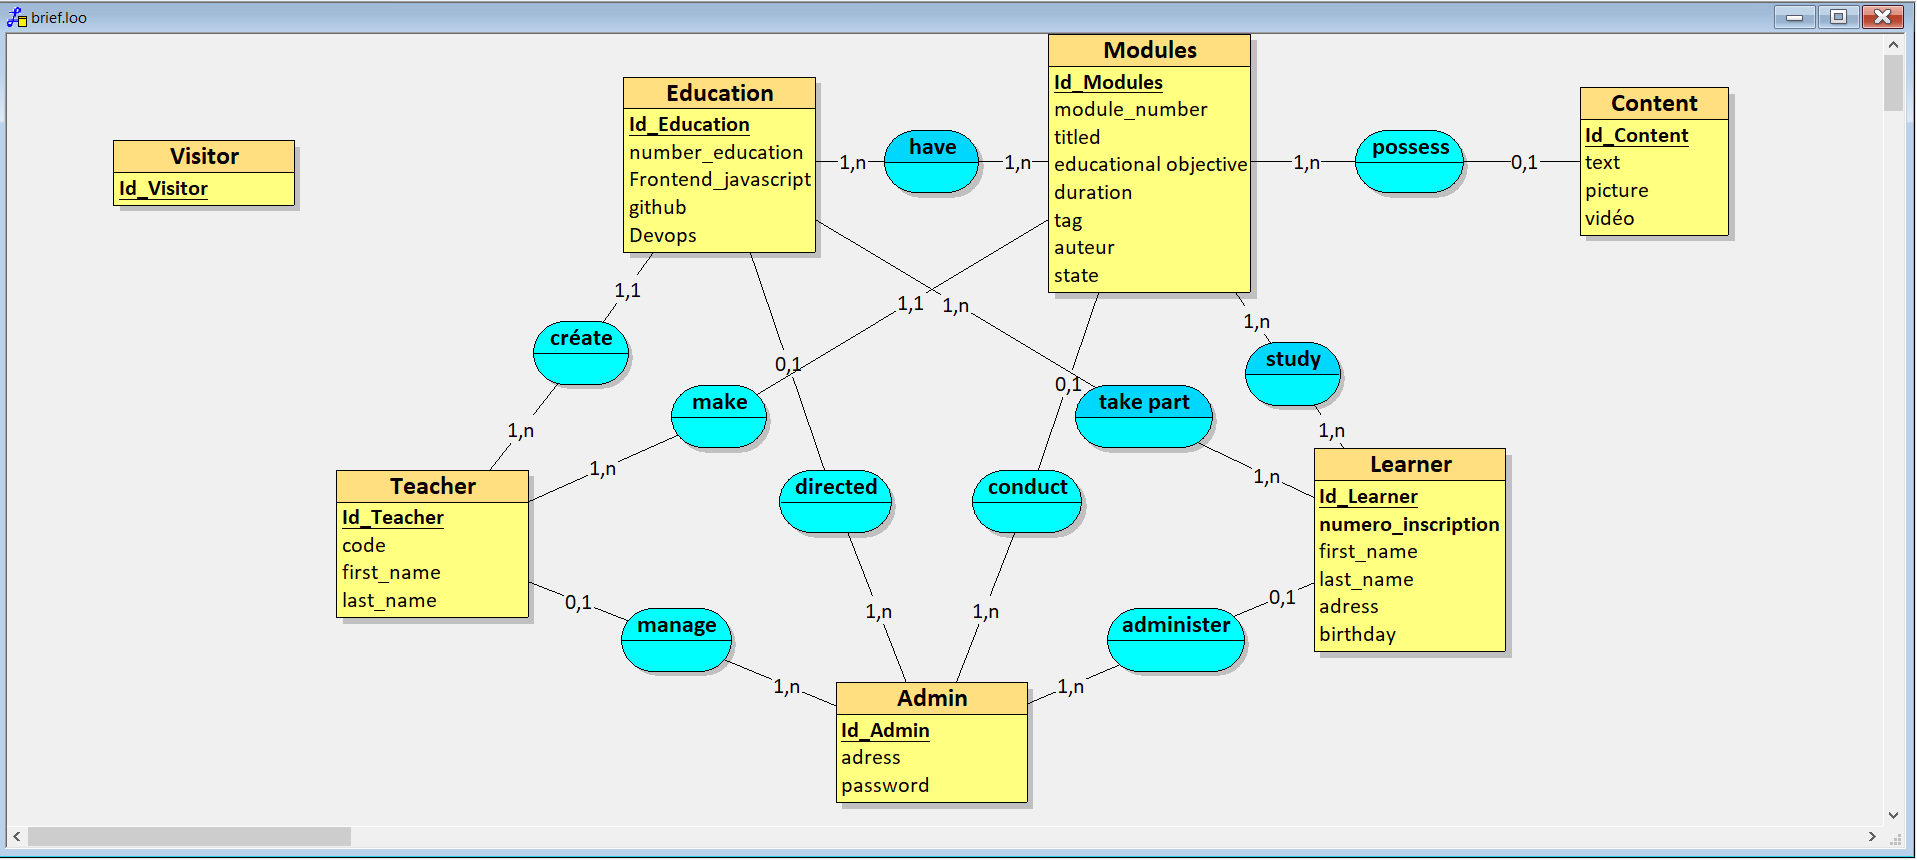 brief.loo
Visitor
Id_Visitor
Education
Id_Education
number_education
Frontend_javascript
github
Devops
1,n
have
1,n
Modules
Id_Modules
module_number
titled
educational objective
duration
tag
auteur
state
1,n
possess
0,1
Content
Id_Content
text
picture
vidéo
1,1
créate
1,n
1,1
make
1,n
0,1
directed
1,n
1,n
take part
1,n
0,1
conduct
1,n
1,n
study
1,n
Teacher
Id_Teacher
code
first_name
last_name
0,1
manage
1,n
Learner
Id_Learner
numero_inscription
first_name
last_name
adress
birthday
0,1
administer
1,n
Admin
Id_Admin
adress
password